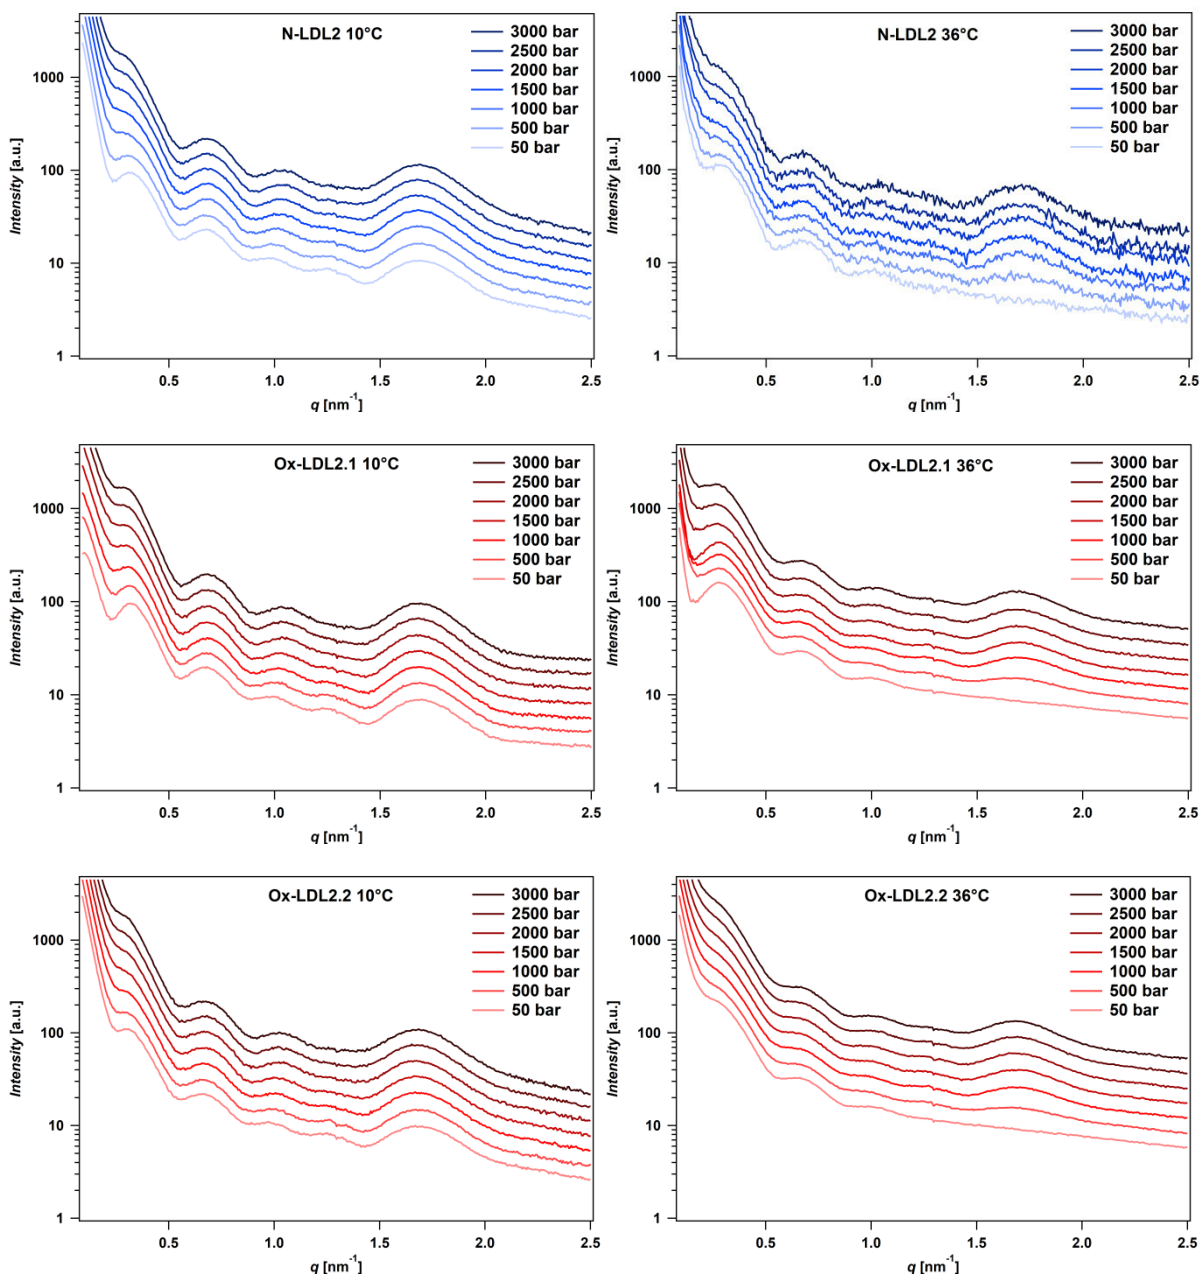 N-LDL2 10°C
3000 bar
2500 bar
2000 bar
1500 bar
1000 bar
500 bar
50 bar
1000
100
10
1
Intensity [a.u.]
0.5
1.0
1.5
2.0
2.5
q [nm⁻¹]
N-LDL2 36°C
3000 bar
2500 bar
2000 bar
1500 bar
1000 bar
500 bar
50 bar
1000
100
10
1
Intensity [a.u.]
0.5
1.0
1.5
2.0
2.5
q [nm⁻¹]
Ox-LDL2.1 10°C
3000 bar
2500 bar
2000 bar
1500 bar
1000 bar
500 bar
50 bar
1000
100
10
1
Intensity [a.u.]
0.5
1.0
1.5
2.0
2.5
q [nm⁻¹]
Ox-LDL2.1 36°C
3000 bar
2500 bar
2000 bar
1500 bar
1000 bar
500 bar
50 bar
1000
100
10
1
Intensity [a.u.]
0.5
1.0
1.5
2.0
2.5
q [nm⁻¹]
Ox-LDL2.2 10°C
3000 bar
2500 bar
2000 bar
1500 bar
1000 bar
500 bar
50 bar
1000
100
10
1
Intensity [a.u.]
0.5
1.0
1.5
2.0
2.5
q [nm⁻¹]
Ox-LDL2.2 36°C
3000 bar
2500 bar
2000 bar
1500 bar
1000 bar
500 bar
50 bar
1000
100
10
1
Intensity [a.u.]
0.5
1.0
1.5
2.0
2.5
q [nm⁻¹]